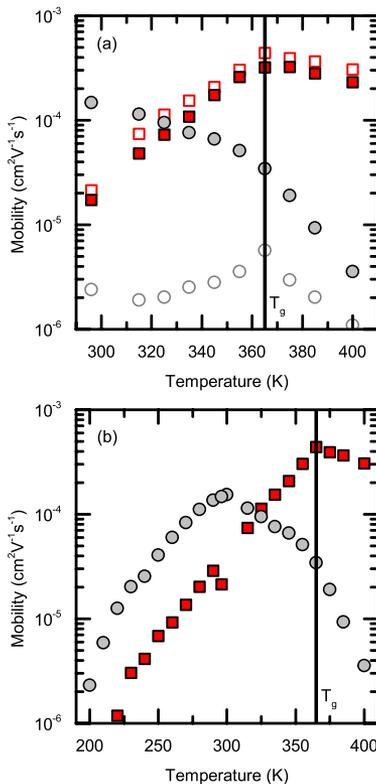 10⁻³
(a)
10⁻⁴
Mobility (cm²V⁻¹s⁻¹)
10⁻⁵
T_g
10⁻⁶
300 320 340 360 380 400
Temperature (K)
10⁻³
(b)
10⁻⁴
Mobility (cm²V⁻¹s⁻¹)
10⁻⁵
T_g
10⁻⁶
200 250 300 350 400
Temperature (K)